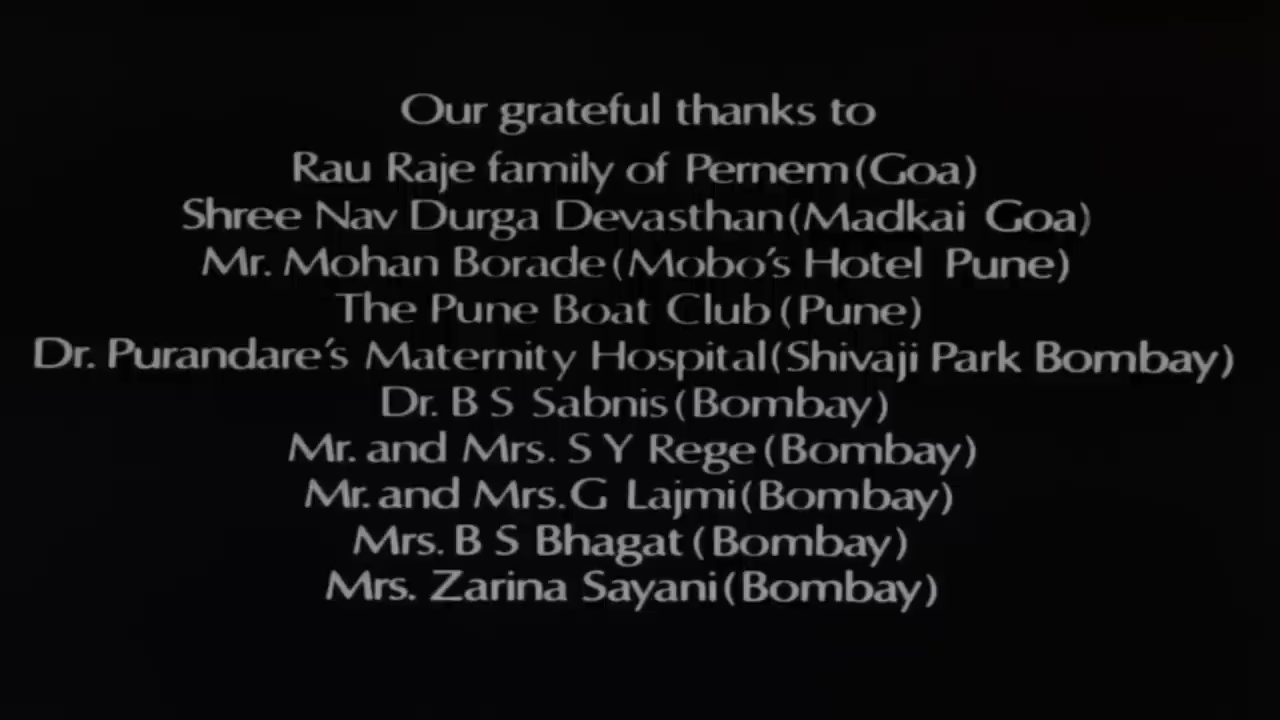 Our grateful thanks to
Rau Raje family of Pernem (Goa)
Shree Nav Durga Devasthan (Madkai Goa)
Mr. Mohan Borade (Mobo's Hotel Pune)
The Pune Boat Club (Pune)
Dr. Purandare's Maternity Hospital (Shivaji Park Bombay)
Dr. B S Sabnis (Bombay)
Mr. and Mrs. S Y Rege (Bombay)
Mr. and Mrs. G Lajmi (Bombay)
Mrs. B S Bhagat (Bombay)
Mrs. Zarina Sayani (Bombay)